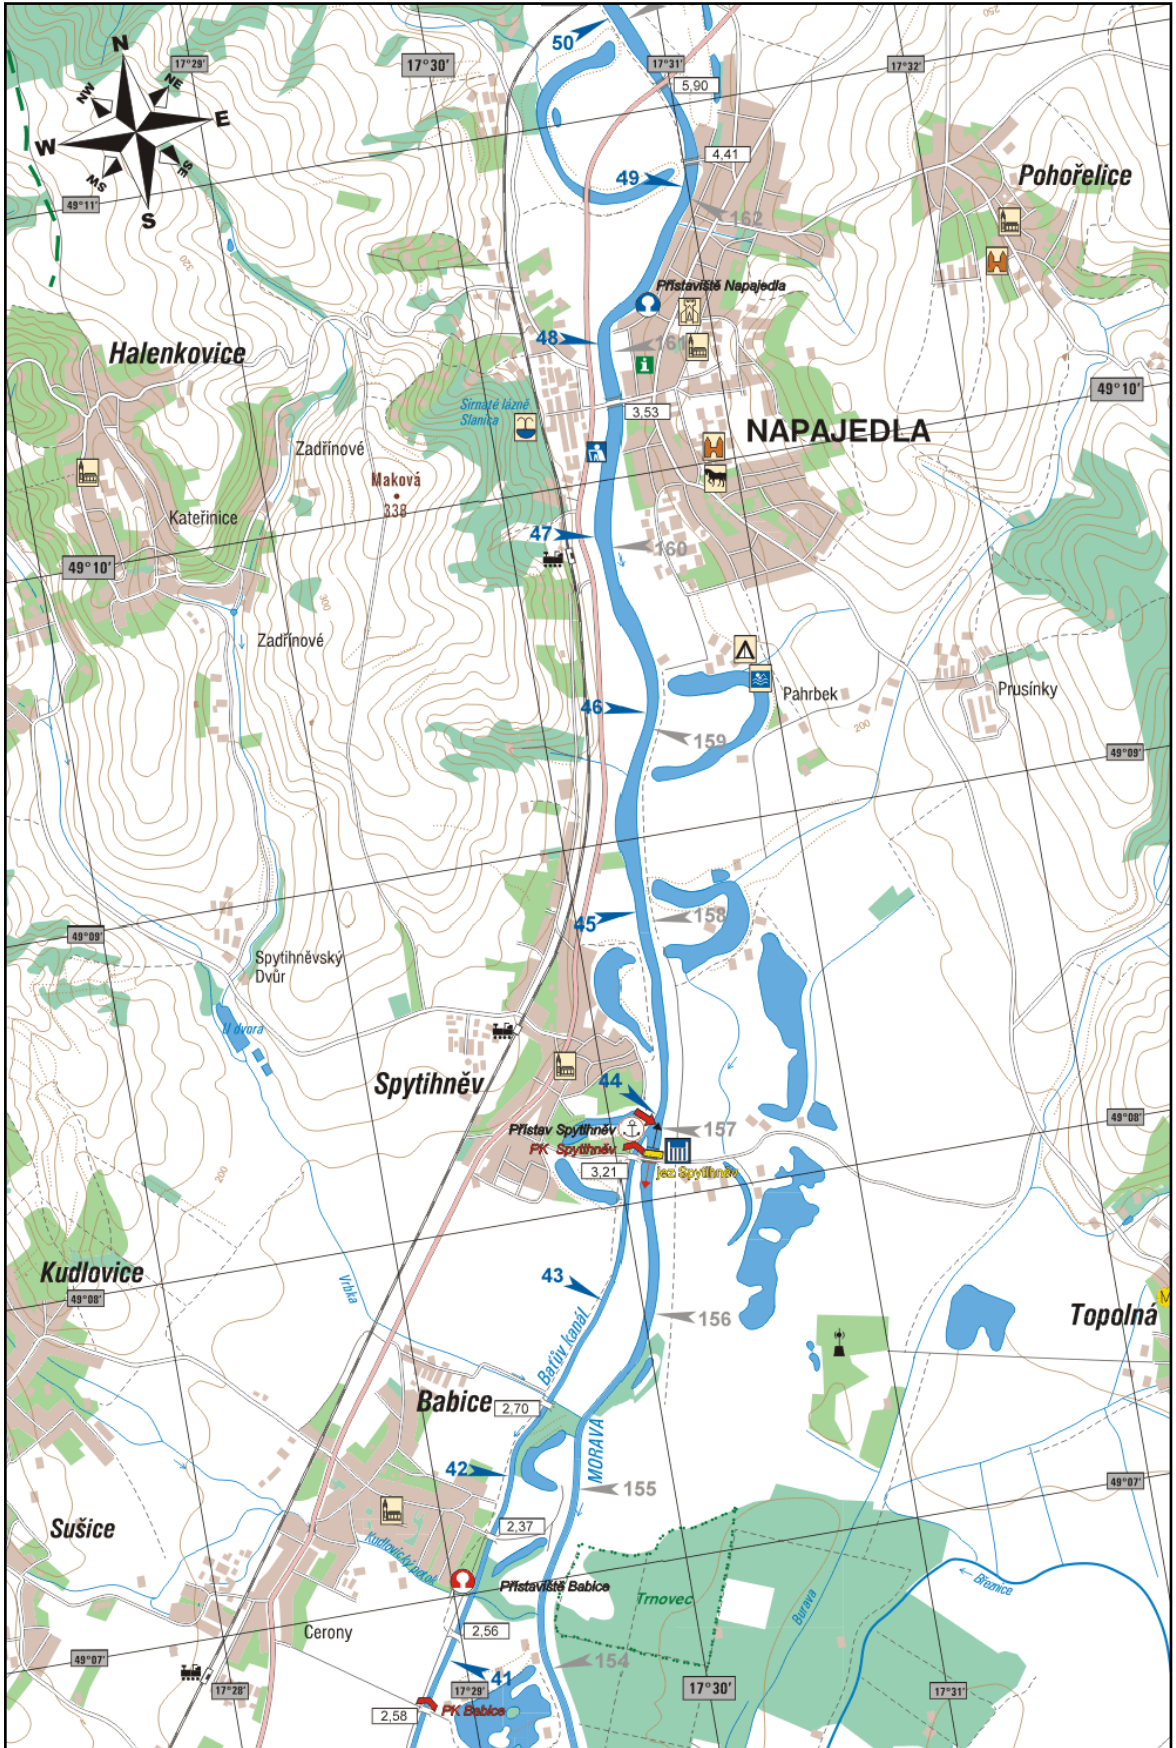 50
17°29'
17°30'
17°31'
17°32'
250
N
NE
E
SE
S
SW
W
NW
5,90
4,41
49
Pohořelice
49°11'
162
320
Přístaviště Napajedla
48
161
Halenkovice
49°10'
Sirnaté lázně
Slanica
3,53
NAPAJEDLA
Zadřínové
Maková
338
Kateřinice
47
160
49°10'
300
Zadřínové
Pahrbek
Prusínky
46
159
200
49°09'
45
158
49°09'
Spytihněvský
Dvůr
U dvora
Spytihněv
44
49°08'
Přístav Spytihněv
157
PK Spytihněv
3,21
jez Spytihněv
200
Kudlovice
43
49°08'
Vrbka
Baťův kanál
156
Topolná
M
Babice
2,70
MORAVA
42
155
49°07'
Sušice
2,37
Kudlovický potok
Přístaviště Babice
Trnovec
Burava
← Březnice
Cerony
2,56
49°07'
154
41
17°28'
17°29'
17°30'
17°31'
2,58
PK Babice